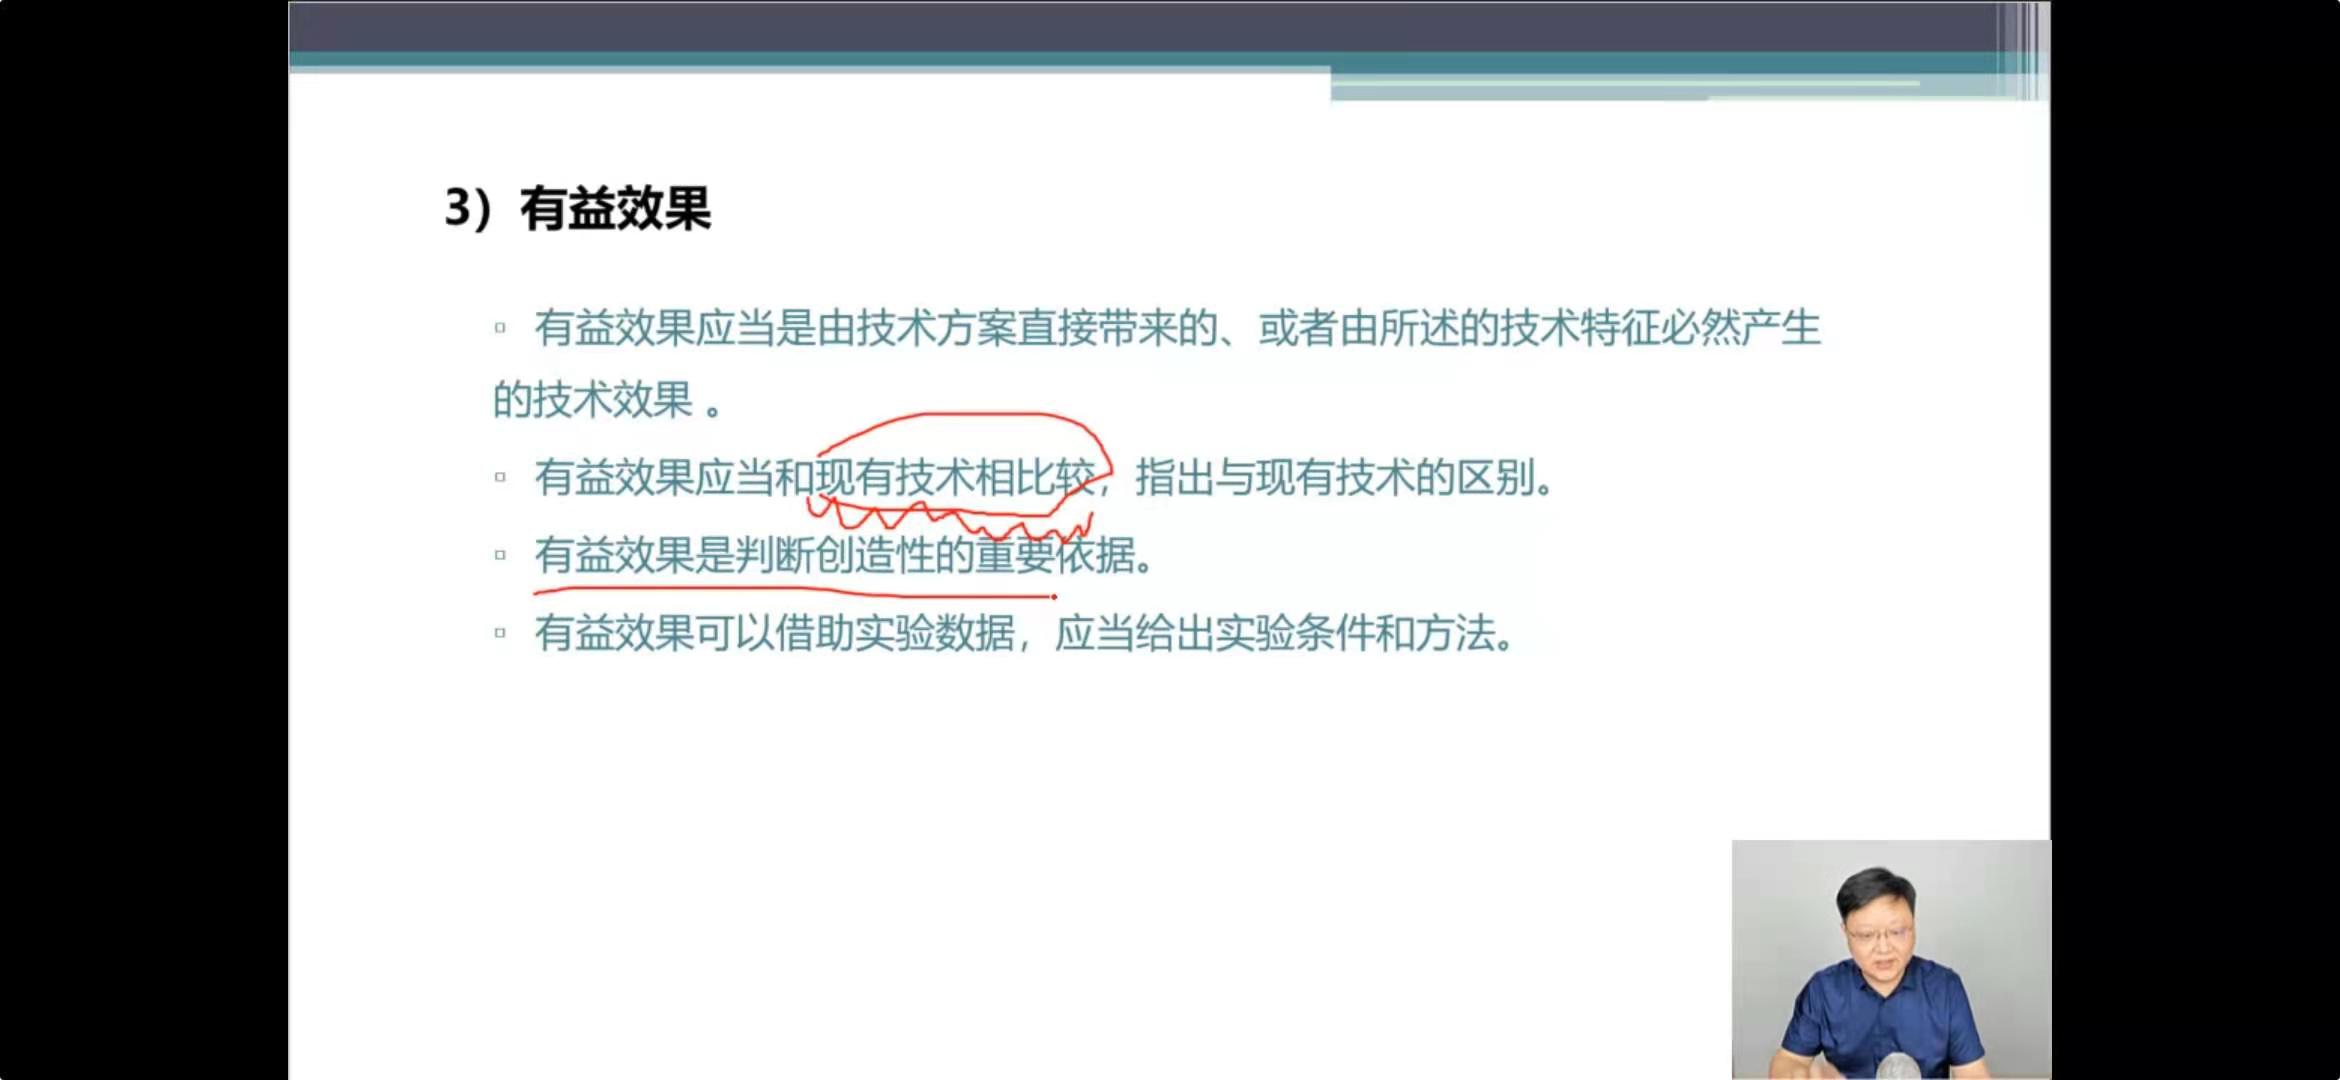 3）有益效果
▫ 有益效果应当是由技术方案直接带来的、或者由所述的技术特征必然产生
的技术效果 。
▫ 有益效果应当和现有技术相比较，指出与现有技术的区别。
▫ 有益效果是判断创造性的重要依据。
▫ 有益效果可以借助实验数据，应当给出实验条件和方法。